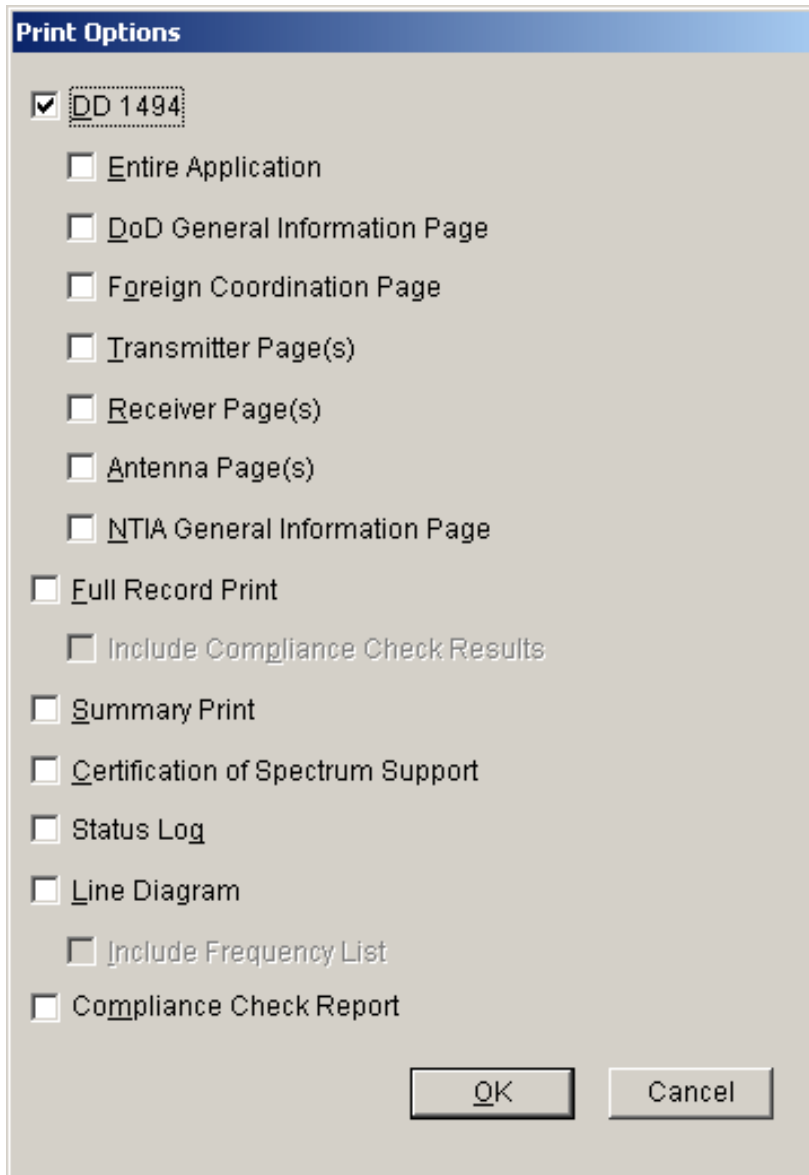 Print Options
DD 1494
Entire Application
DoD General Information Page
Foreign Coordination Page
Transmitter Page(s)
Receiver Page(s)
Antenna Page(s)
NTIA General Information Page
Full Record Print
Include Compliance Check Results
Summary Print
Certification of Spectrum Support
Status Log
Line Diagram
Include Frequency List
Compliance Check Report
OK Cancel